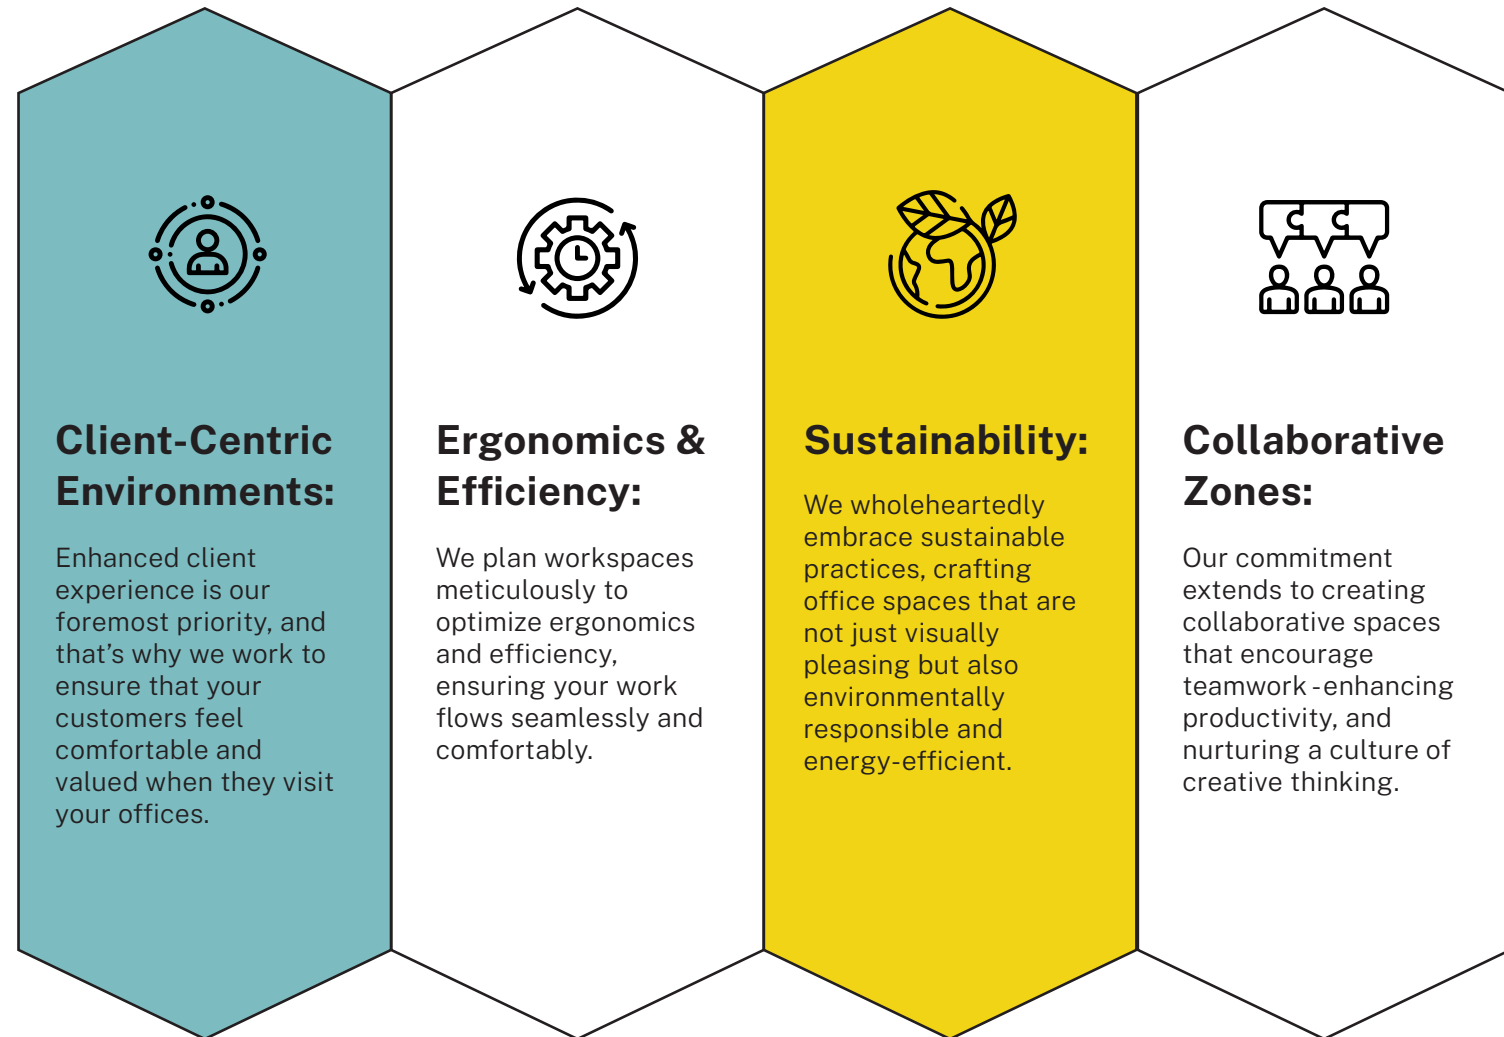 Client-Centric
Environments:
Enhanced client
experience is our
foremost priority, and
that’s why we work to
ensure that your
customers feel
comfortable and
valued when they visit
your offices.
Ergonomics &
Efficiency:
We plan workspaces
meticulously to
optimize ergonomics
and efficiency,
ensuring your work
flows seamlessly and
comfortably.
Sustainability:
We wholeheartedly
embrace sustainable
practices, crafting
office spaces that are
not just visually
pleasing but also
environmentally
responsible and
energy-efficient.
Collaborative
Zones:
Our commitment
extends to creating
collaborative spaces
that encourage
teamwork - enhancing
productivity, and
nurturing a culture of
creative thinking.